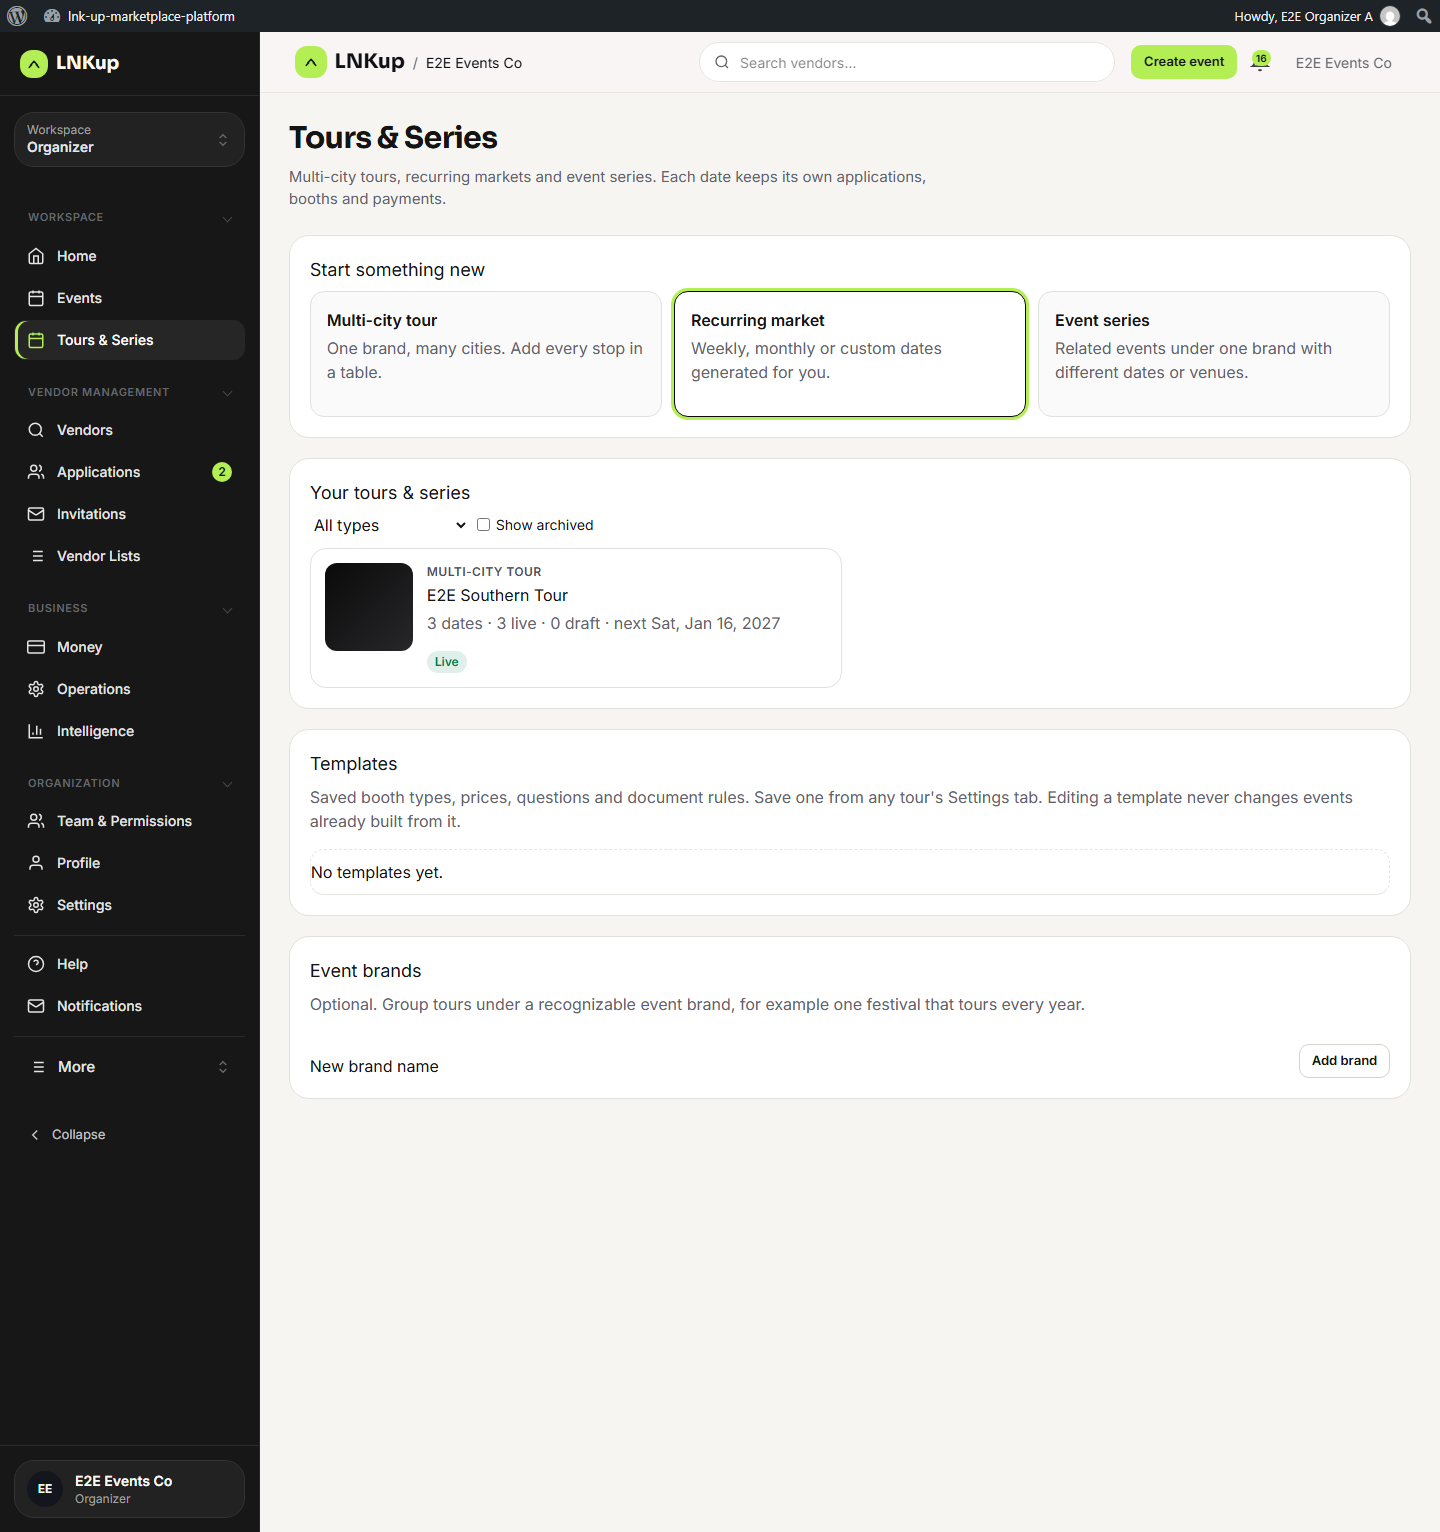 lnk-up-marketplace-platform
Howdy, E2E Organizer A
LNKup
Workspace
Organizer
WORKSPACE
Home
Events
Tours & Series
VENDOR MANAGEMENT
Vendors
Applications
2
Invitations
Vendor Lists
BUSINESS
Money
Operations
Intelligence
ORGANIZATION
Team & Permissions
Profile
Settings
Help
Notifications
More
Collapse
EE
E2E Events Co
Organizer
LNKup / E2E Events Co
Search vendors...
Create event
16
E2E Events Co
Tours & Series
Multi-city tours, recurring markets and event series. Each date keeps its own applications,
booths and payments.
Start something new
Multi-city tour
One brand, many cities. Add every stop in
a table.
Recurring market
Weekly, monthly or custom dates
generated for you.
Event series
Related events under one brand with
different dates or venues.
Your tours & series
All types
Show archived
MULTI-CITY TOUR
E2E Southern Tour
3 dates · 3 live · 0 draft · next Sat, Jan 16, 2027
Live
Templates
Saved booth types, prices, questions and document rules. Save one from any tour's Settings tab. Editing a template never changes events
already built from it.
No templates yet.
Event brands
Optional. Group tours under a recognizable event brand, for example one festival that tours every year.
New brand name
Add brand